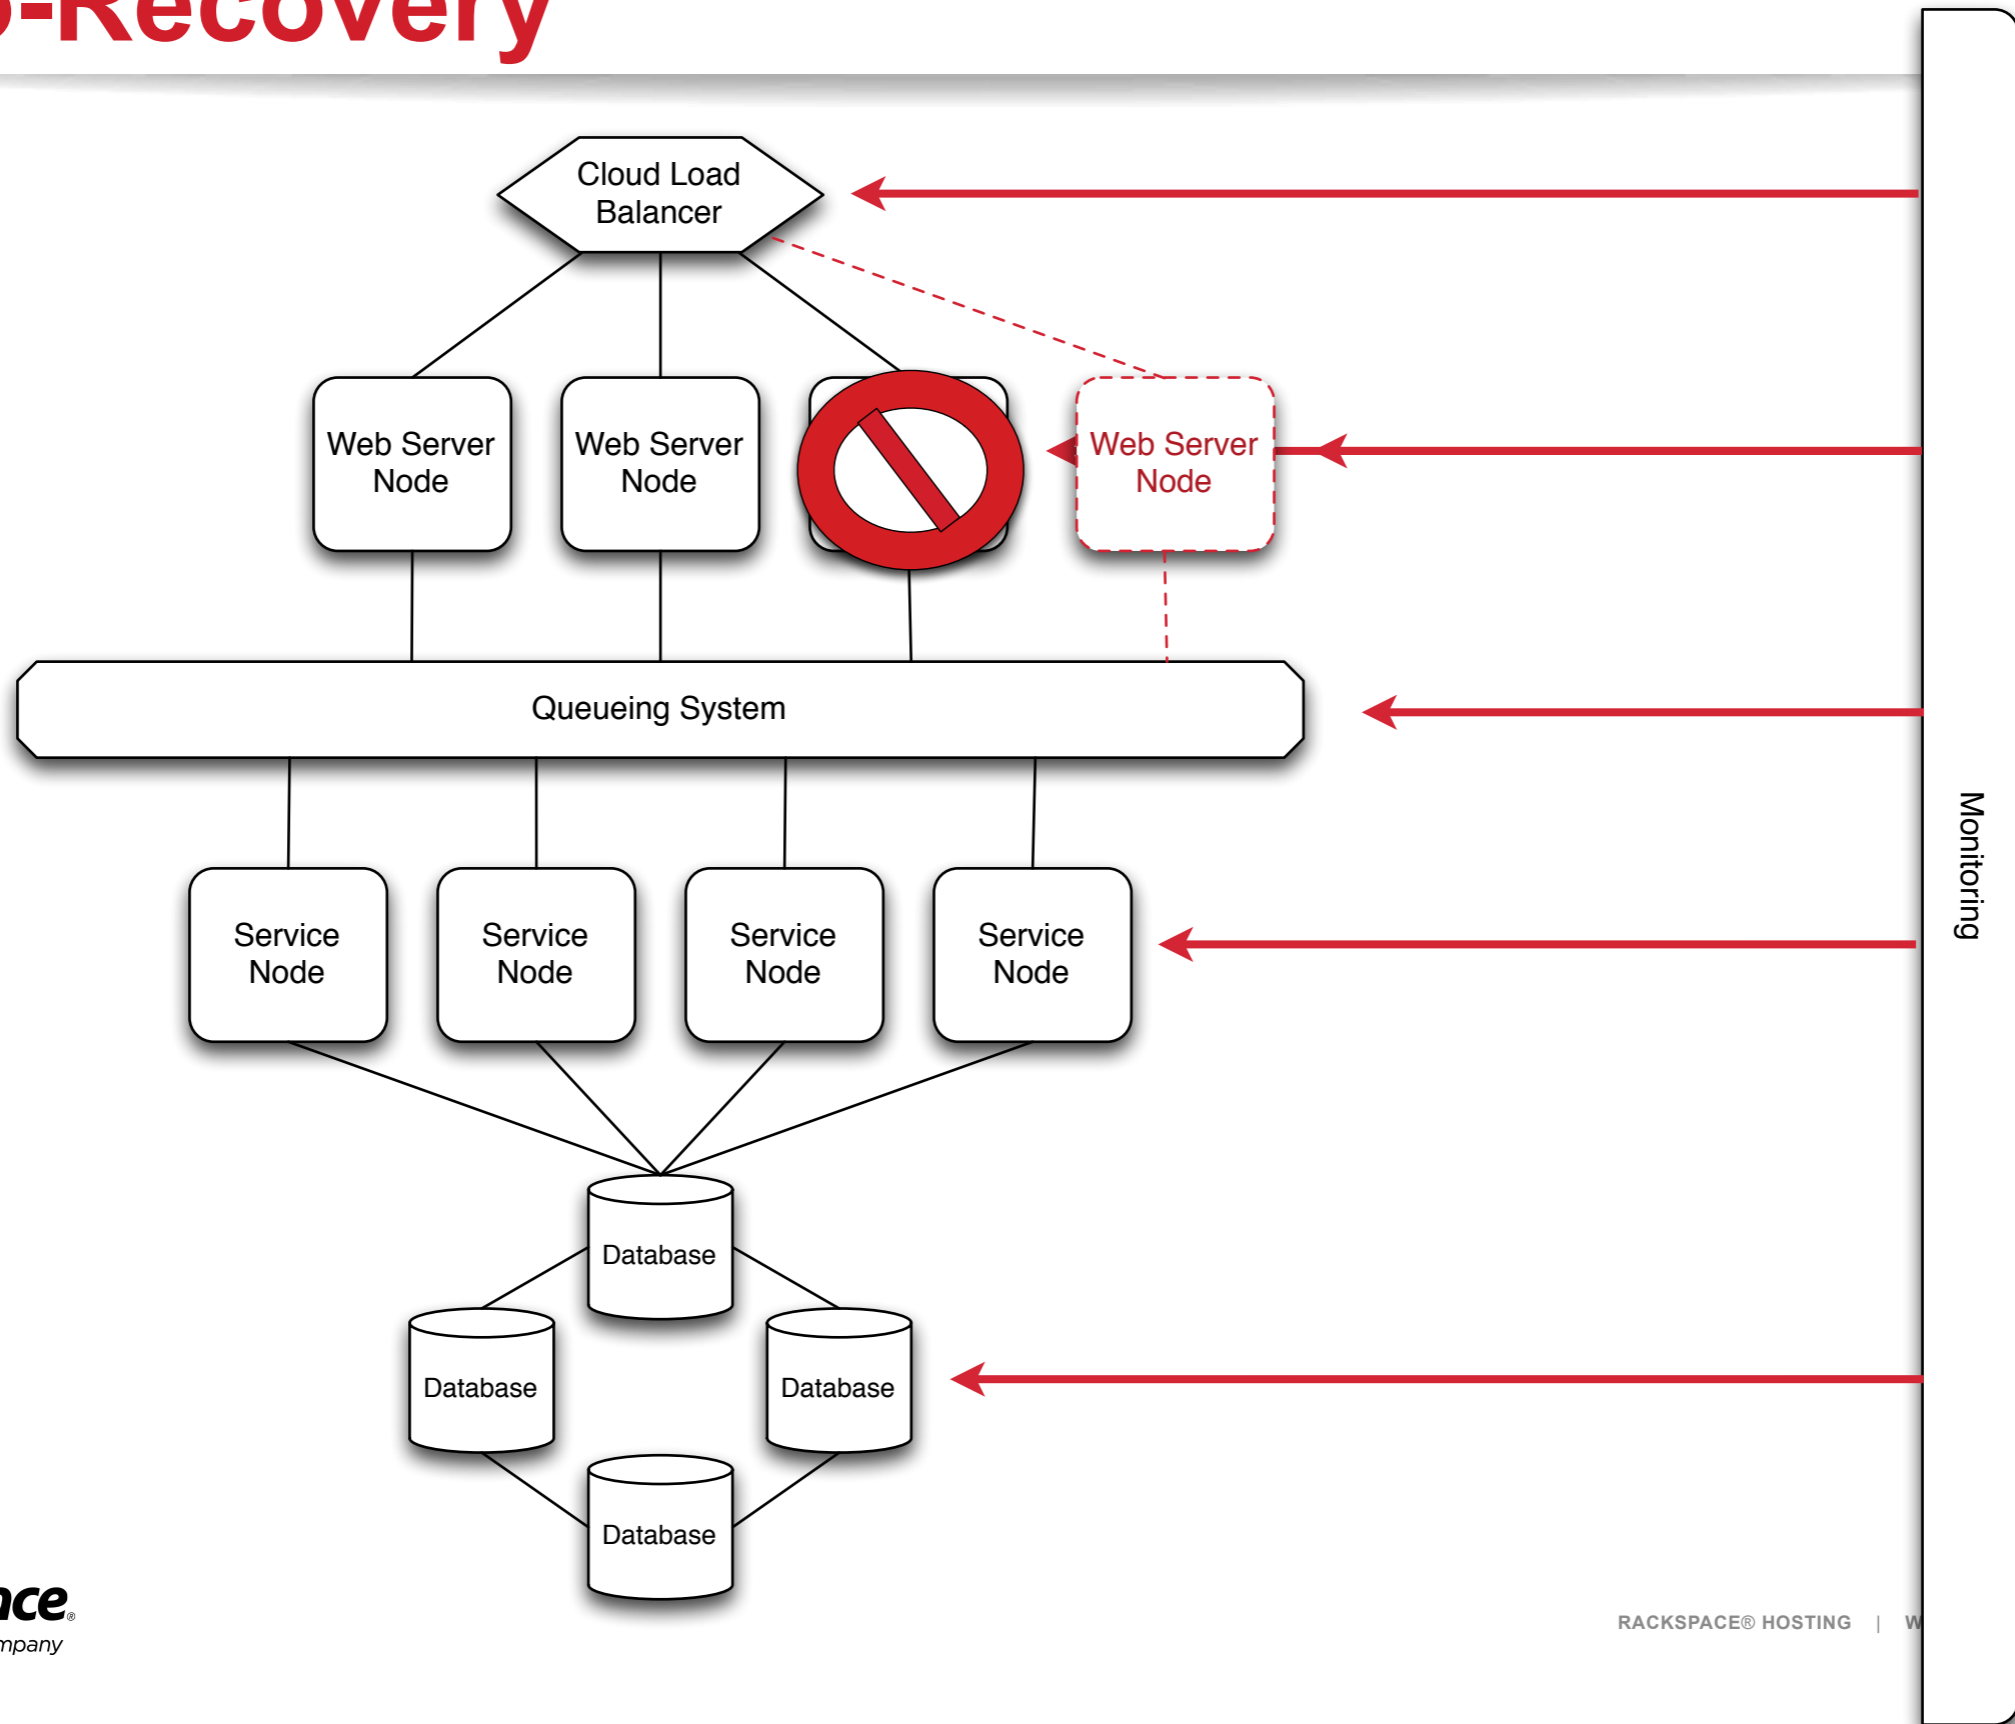 o-Recovery
Cloud Load
Balancer
Web Server
Node
Web Server
Node
Web Server
Node
Queueing System
Monitoring
Service
Node
Service
Node
Service
Node
Service
Node
Database
Database
Database
Database
nce®
mpany
RACKSPACE® HOSTING | W